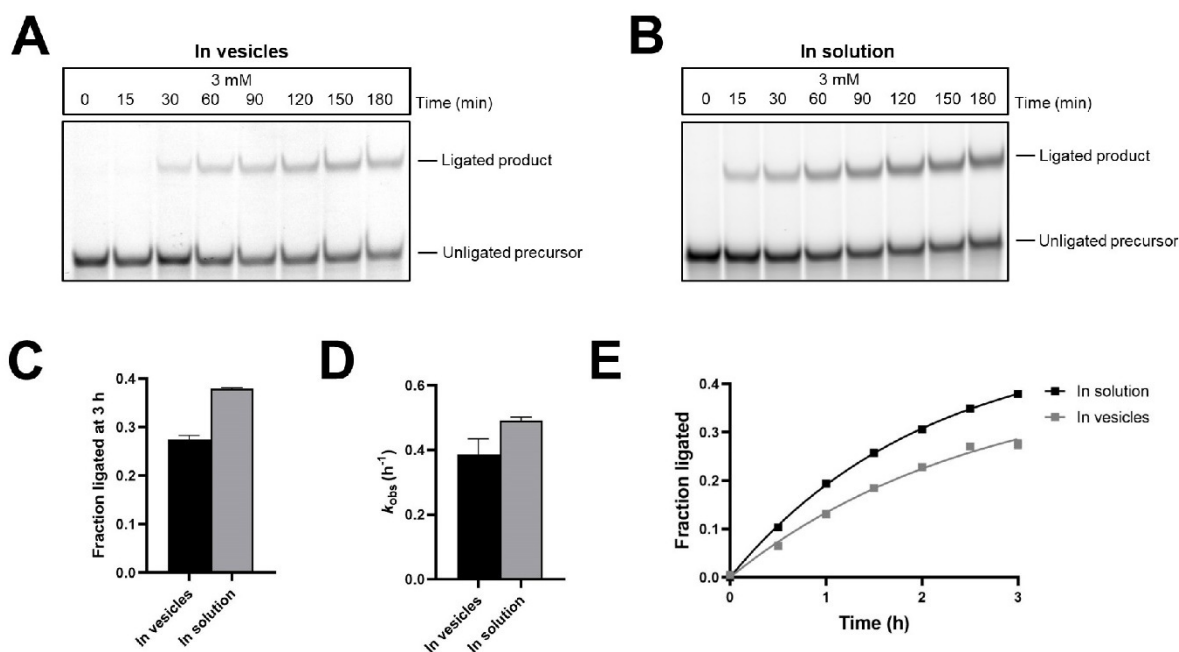 A
In vesicles
3 mM
0 15 30 60 90 120 150 180
Time (min)
Ligated product
Unligated precursor
B
In solution
3 mM
0 15 30 60 90 120 150 180
Time (min)
Ligated product
Unligated precursor
C
Fraction ligated at 3 h
0.4
0.3
0.2
0.1
0.0
In vesicles
In solution
D
kobs (h-1)
0.6
0.4
0.2
0.0
In vesicles
In solution
E
Fraction ligated
0.4
0.3
0.2
0.1
0.0
0 1 2 3
Time (h)
In solution
In vesicles